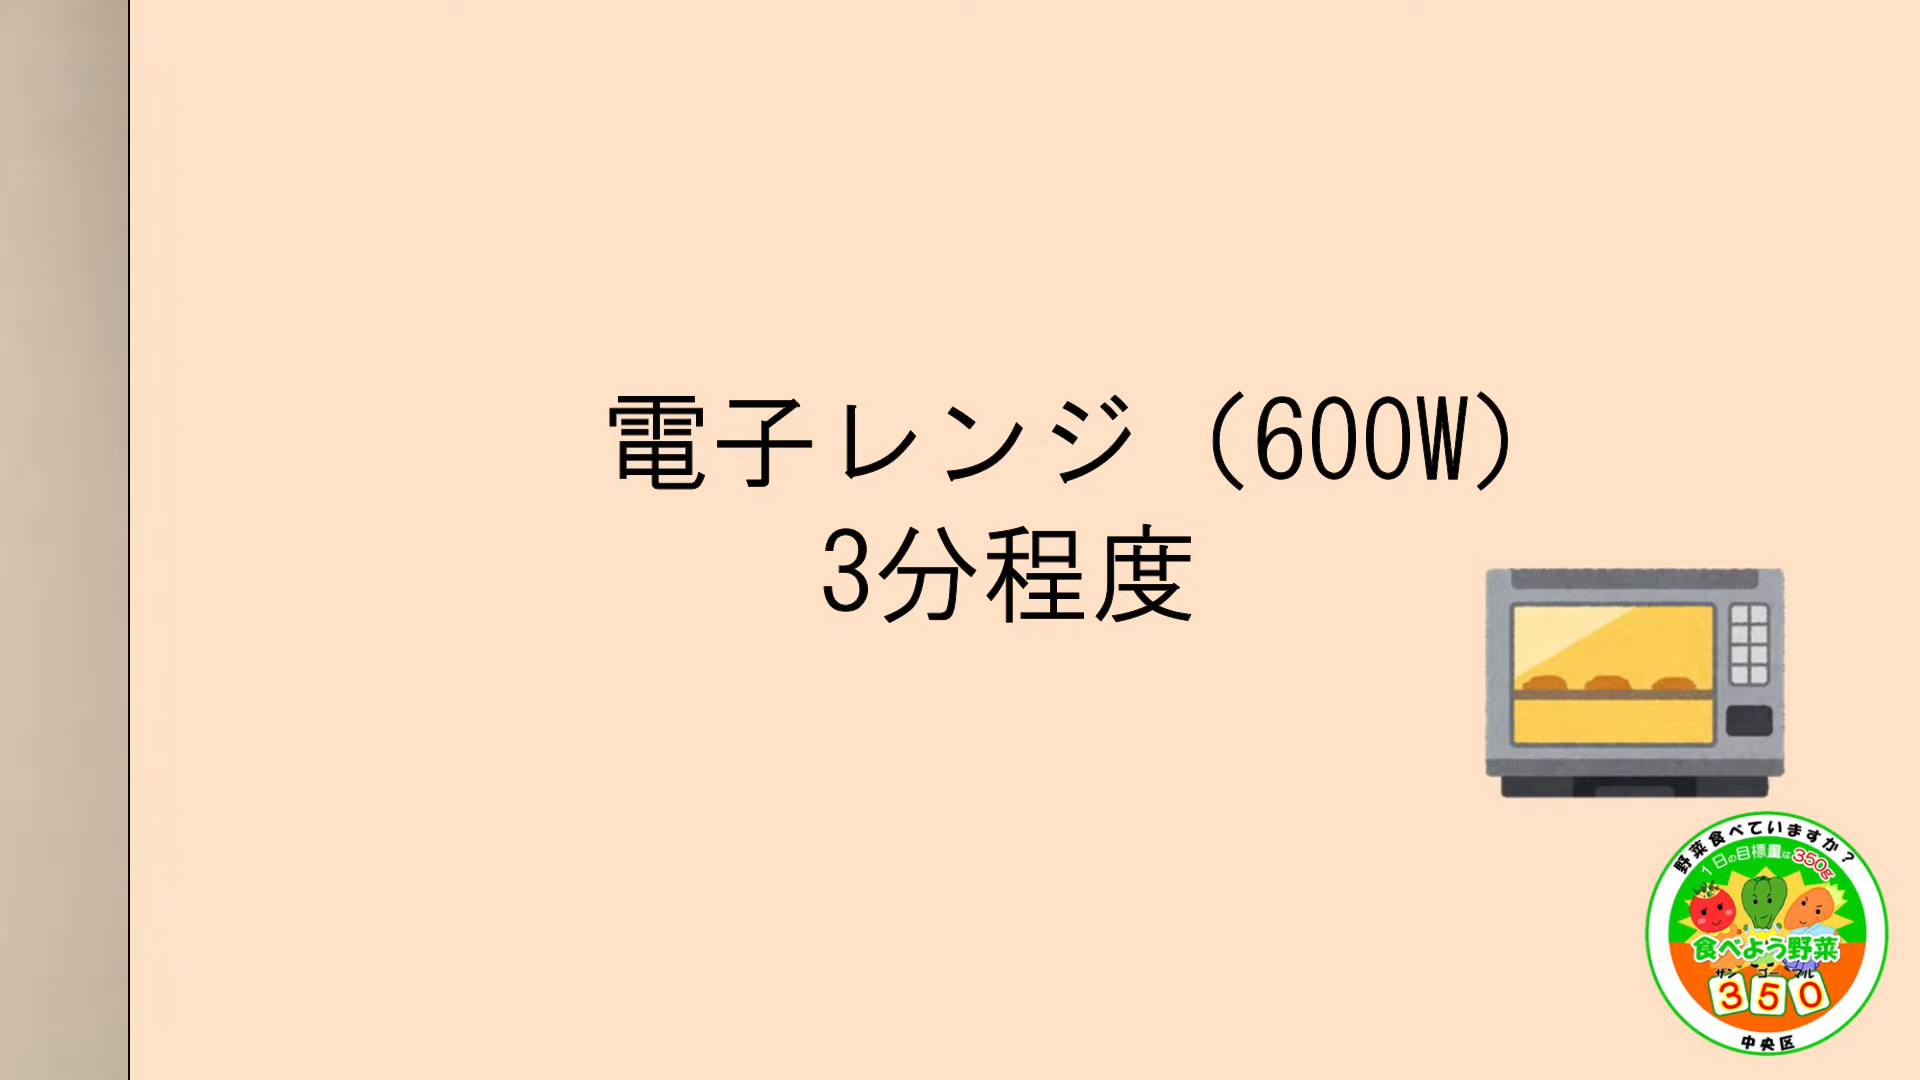 電子レンジ（600W）
3分程度
野菜食べていますか？
1日の目標量は350g
食べよう野菜
サン ゴー マル
350
中央区